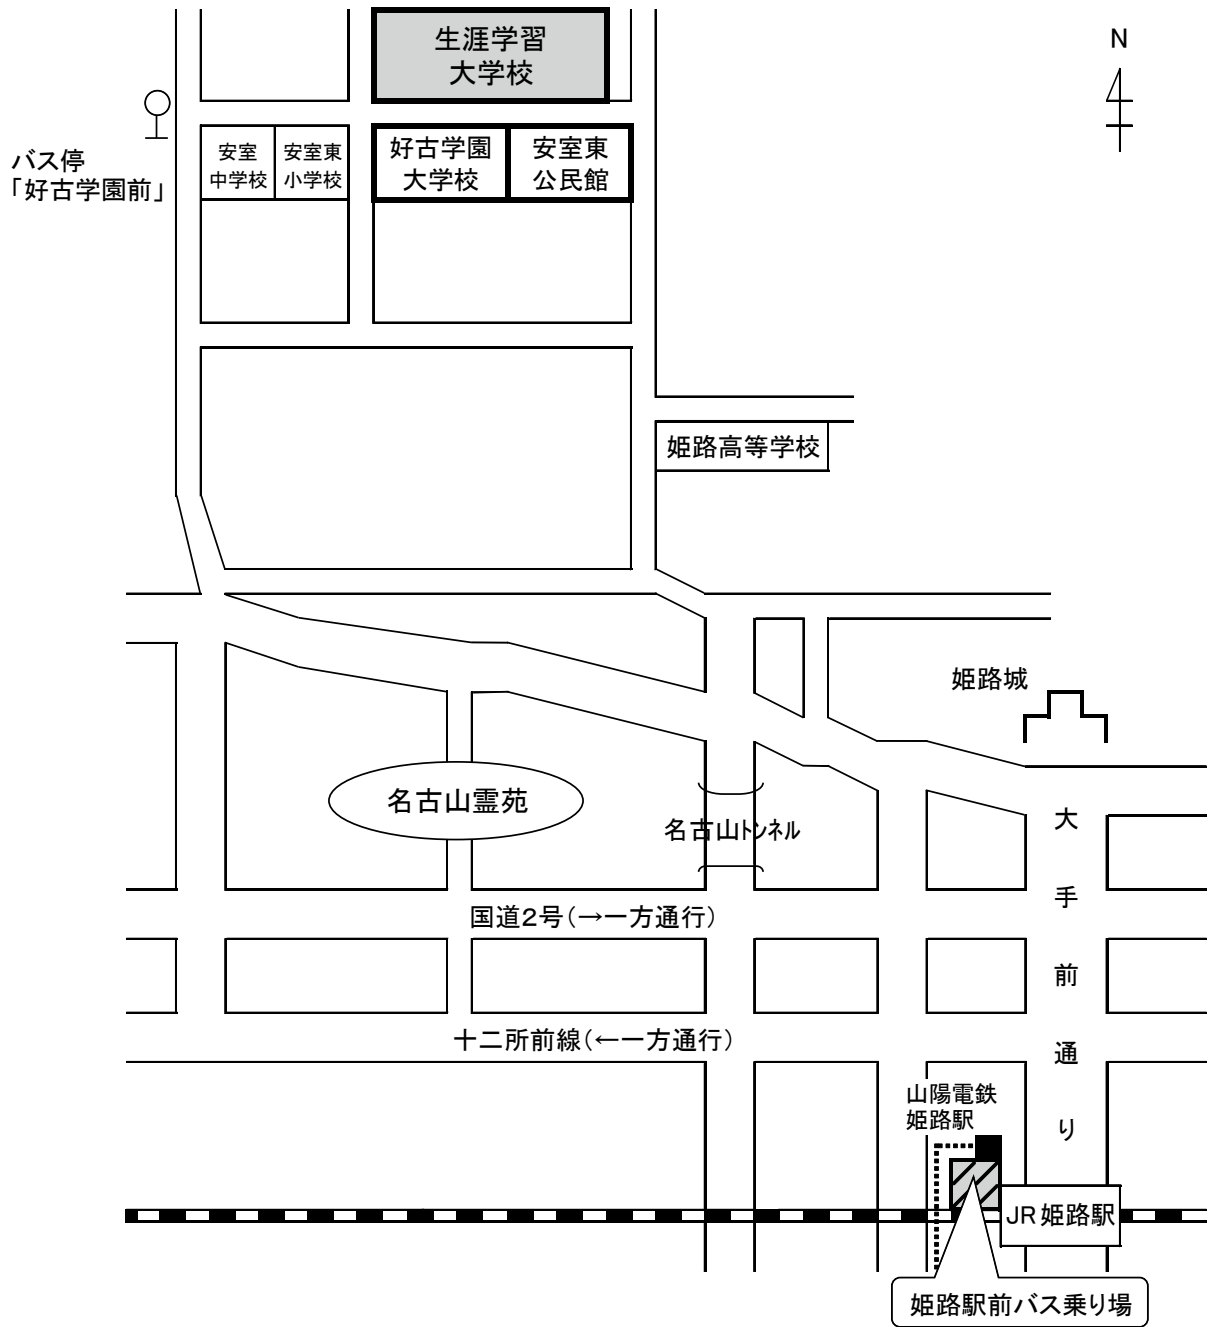 生涯学習
大学校
N
バス停
「好古学園前」
安室
中学校
安室東
小学校
好古学園
大学校
安室東
公民館
姫路高等学校
姫路城
名古山霊苑
名古山トンネル
大手前通り
国道2号(→一方通行)
十二所前線(←一方通行)
山陽電鉄
姫路駅
JR姫路駅
姫路駅前バス乗り場